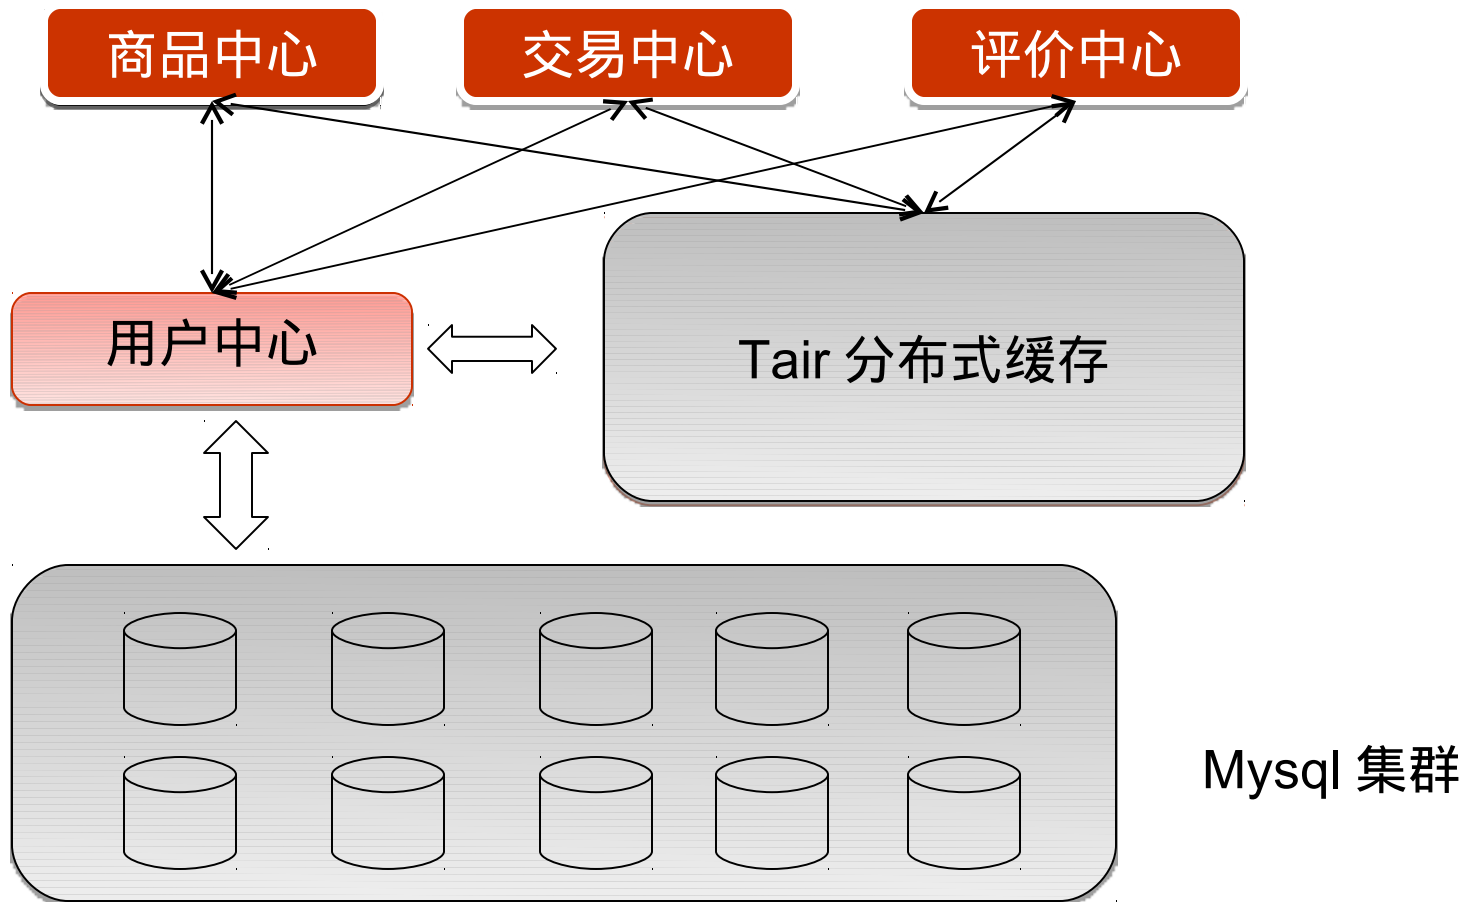 商品中心
交易中心
评价中心
用户中心
Tair 分布式缓存
Mysql 集群